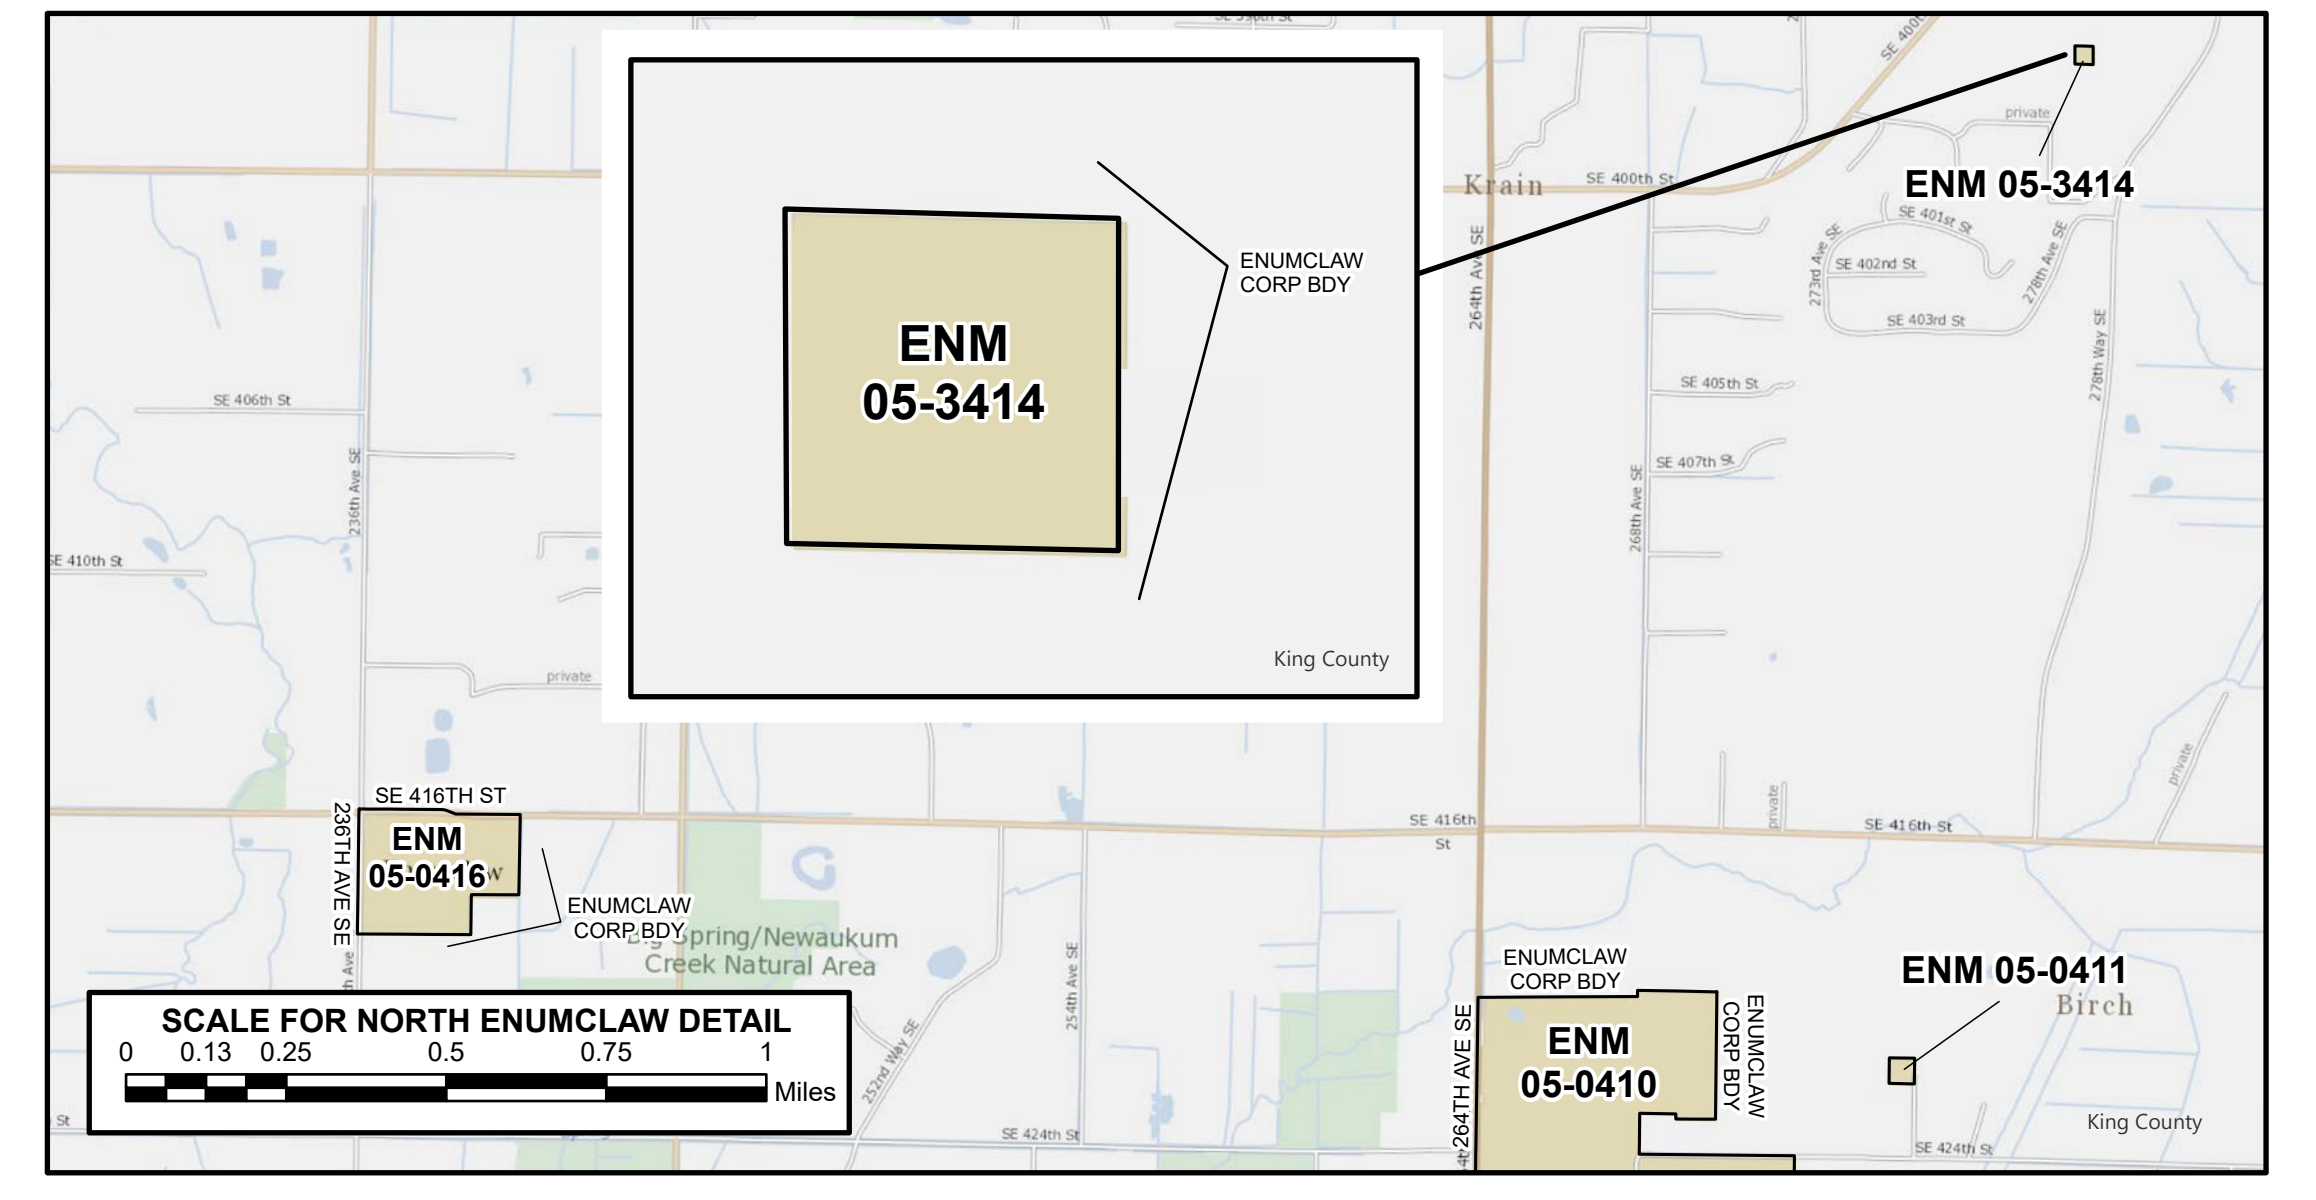 SE 400th
private
ENM 05-3414
Krain
SE 400th St
SE 401st St
273rd Ave SE
SE 402nd St
278th Ave SE
SE 403rd St
264th Ave SE
278th Way SE
ENUMCLAW
CORP BDY
ENM
05-3414
King County
SE 406th St
SE 405th St
236th Ave SE
SE 407th St
268th Ave SE
SE 410th St
private
private
private
SE 416TH ST
236TH AVE SE
ENM
05-0416
ENUMCLAW
CORP BDY
SE 416th
St
SE 416th St
Spring/Newaukum
Creek Natural Area
Ave SE
254th Ave SE
252nd Way SE
ENUMCLAW
CORP BDY
264TH AVE SE
ENM
05-0410
ENUMCLAW
CORP BDY
ENM 05-0411
Birch
King County
SCALE FOR NORTH ENUMCLAW DETAIL
0 0.13 0.25 0.5 0.75 1
Miles
St
SE 424th St
SE 424th St